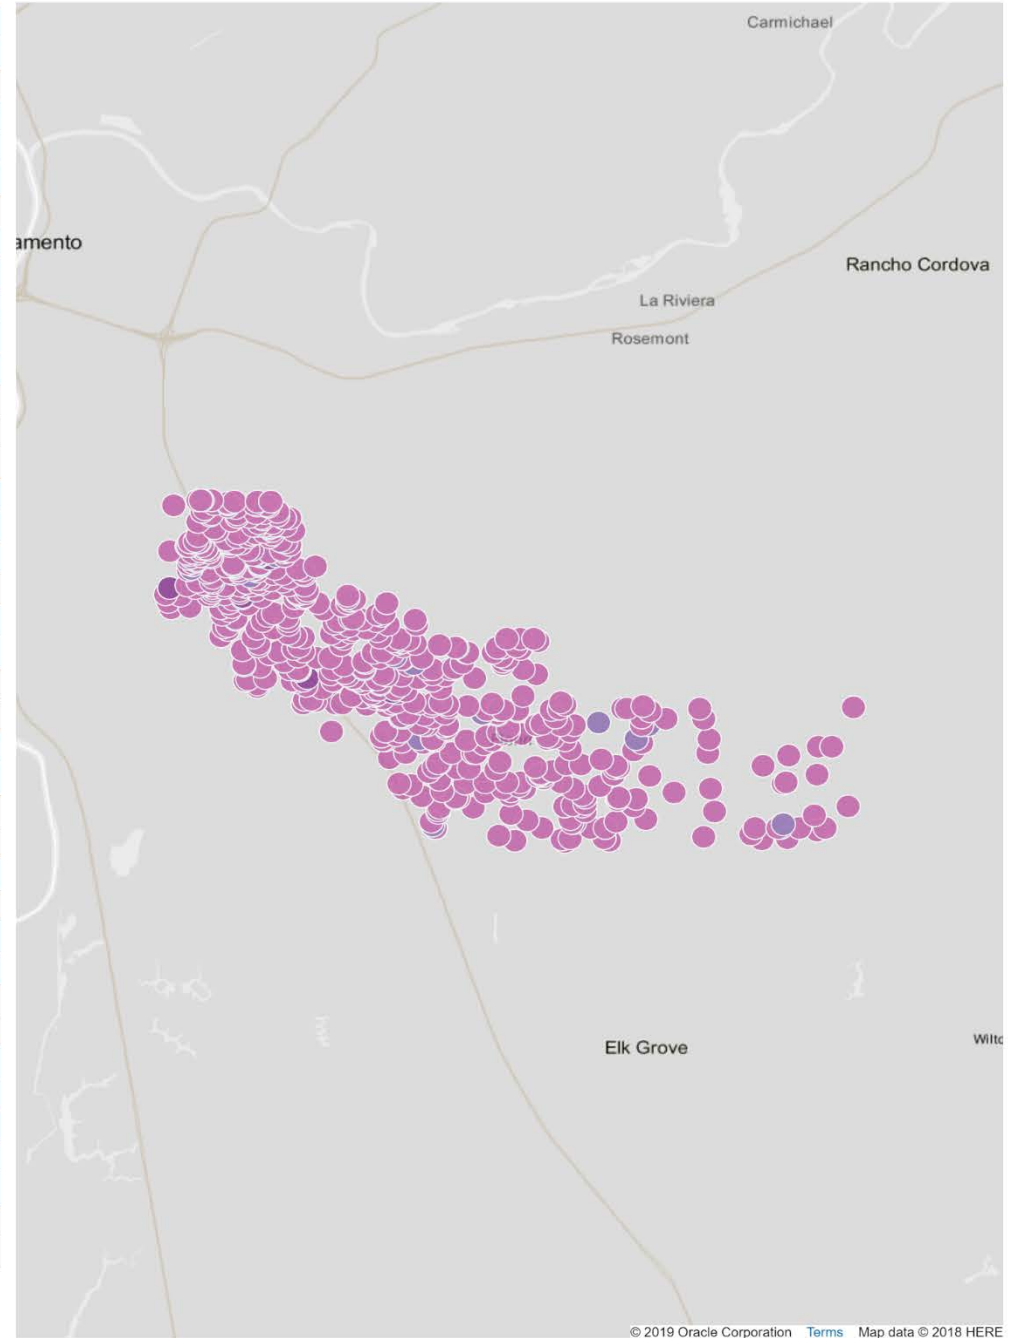 Carmichael
amento
Rancho Cordova
La Riviera
Rosemont
Elk Grove
Wilto
© 2019 Oracle Corporation Terms Map data © 2018 HERE